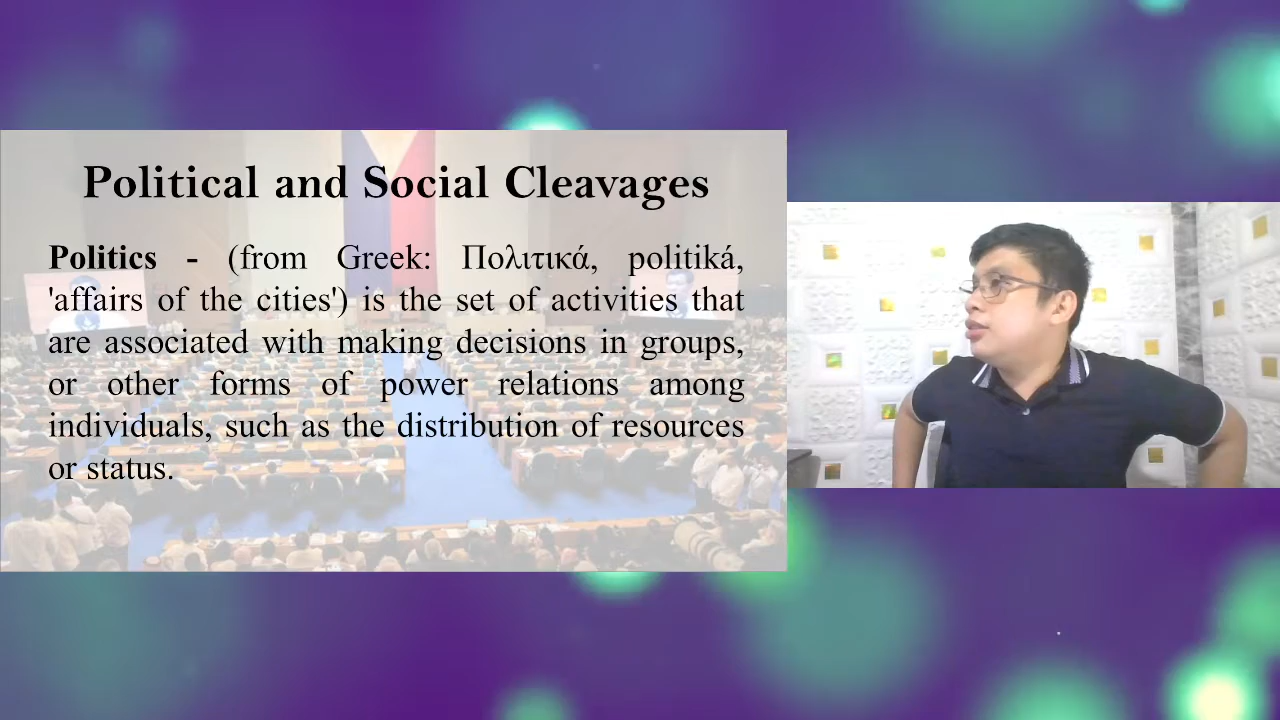 Political and Social Cleavages
Politics - (from Greek: Πολιτικά, politiká,
'affairs of the cities') is the set of activities that
are associated with making decisions in groups,
or other forms of power relations among
individuals, such as the distribution of resources
or status.